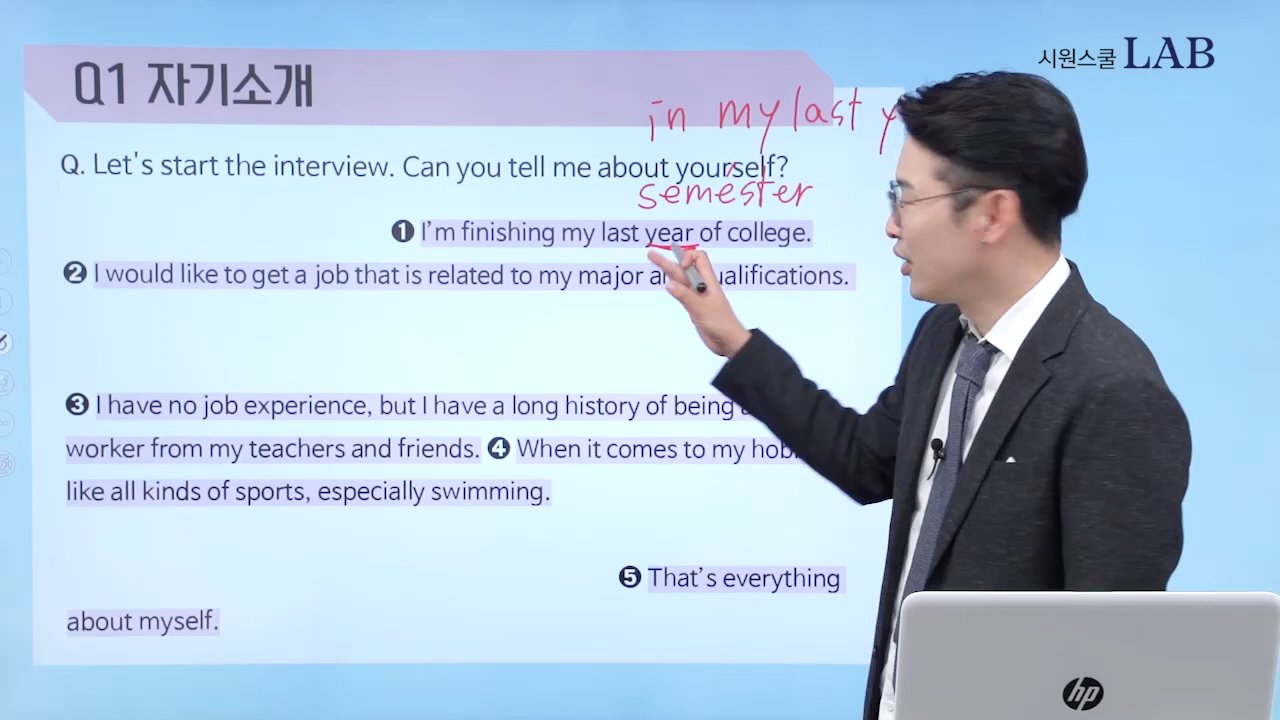 시원스쿨 LAB
Q1 자기소개
in my last y
Q. Let's start the interview. Can you tell me about yourself?
semester
❶ I'm finishing my last year of college.
❷ I would like to get a job that is related to my major ualifications.
❸ I have no job experience, but I have a long history of being
worker from my teachers and friends. ❹ When it comes to my hob
like all kinds of sports, especially swimming.
❺ That's everything
about myself.
hp